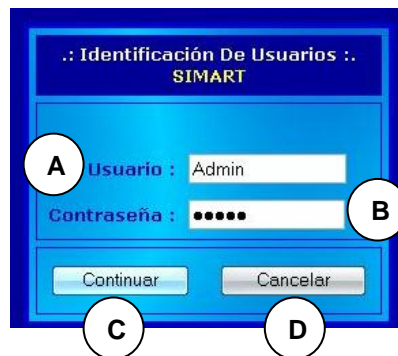 .: Identificación De Usuarios :.
SIMART
A Usuario : Admin
Contraseña : ●●●●● B
Continuar Cancelar
C D